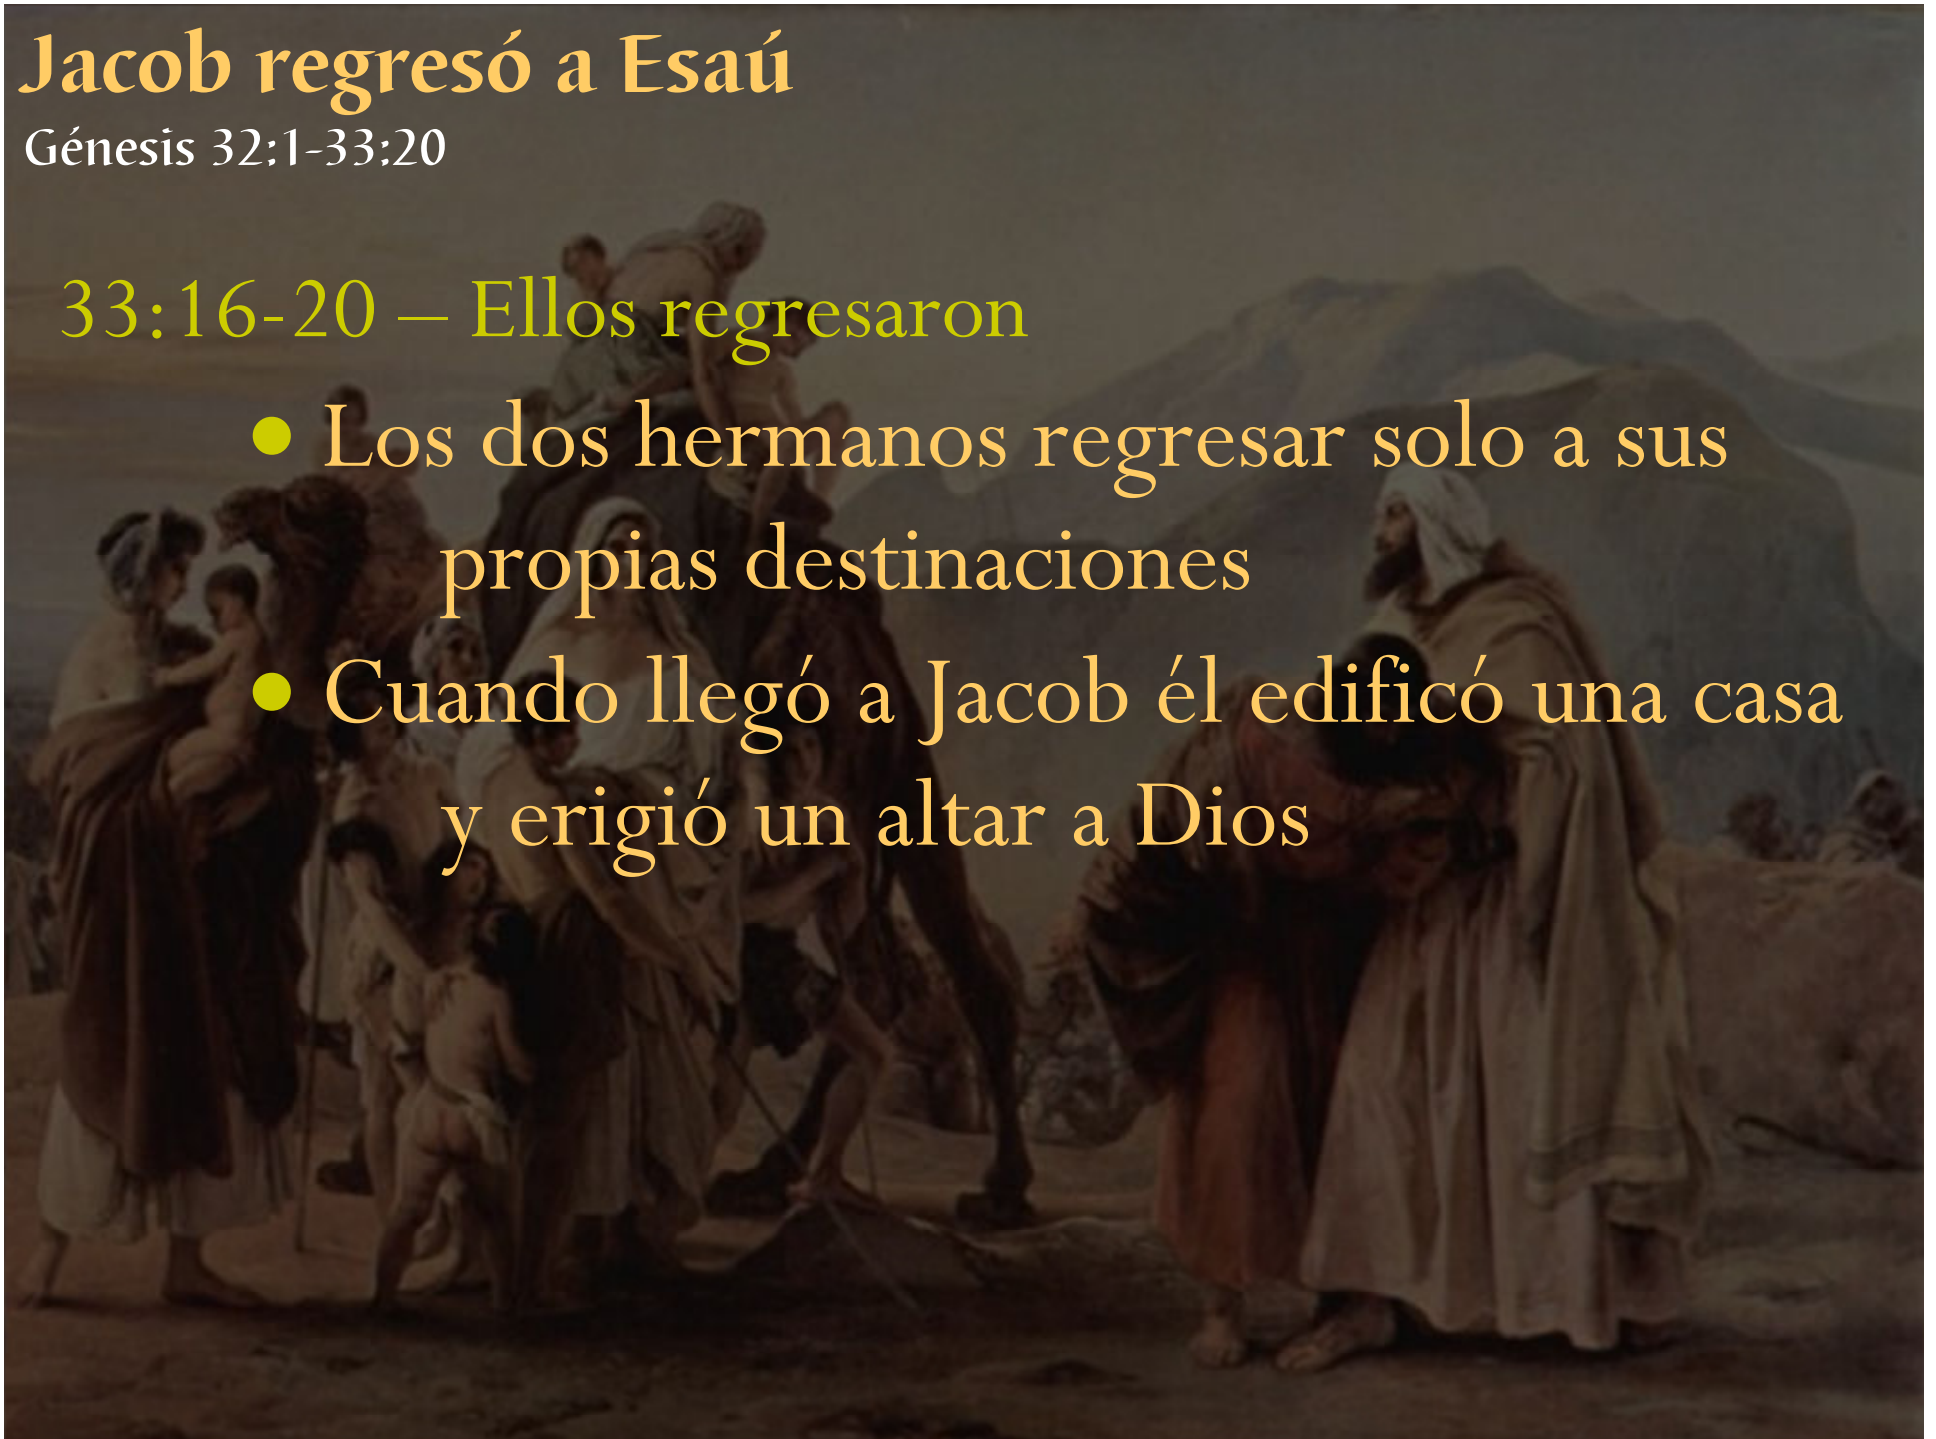 Jacob regresó a Esaú
Génesis 32:1-33:20
33:16-20 – Ellos regresaron
• Los dos hermanos regresar solo a sus
propias destinaciones
• Cuando llegó a Jacob él edificó una casa
y erigió un altar a Dios